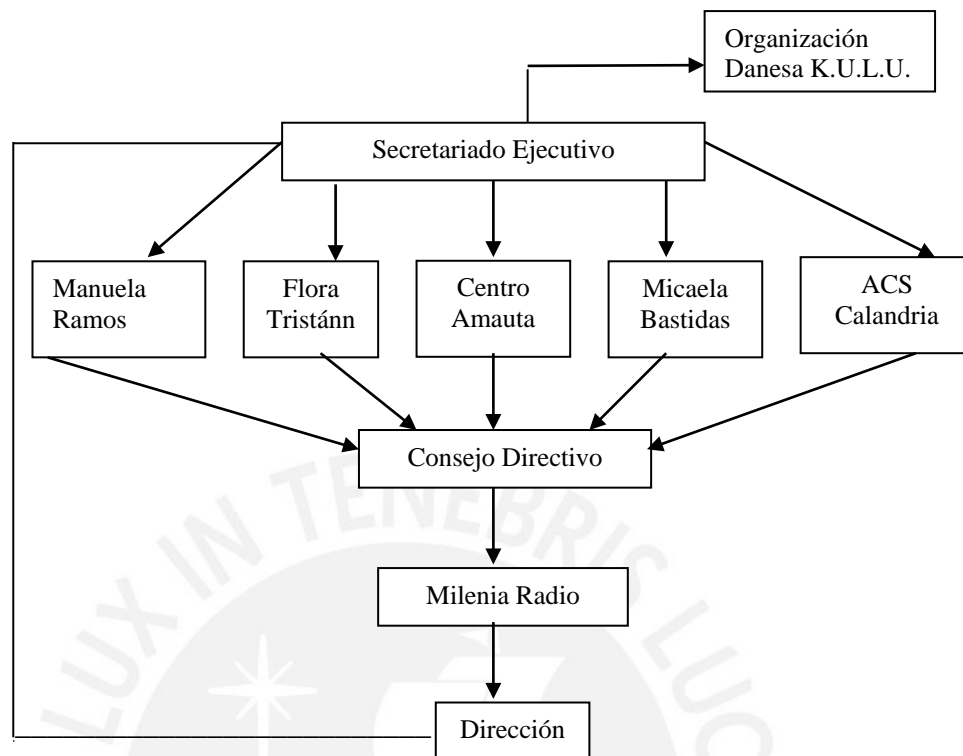 Organización
Danesa K.U.L.U.
Secretariado Ejecutivo
Manuela
Ramos
Flora
Tristánn
Centro
Amauta
Micaela
Bastidas
ACS
Calandria
Consejo Directivo
LUX IN TENEBRIS LUC
Milenia Radio
Dirección